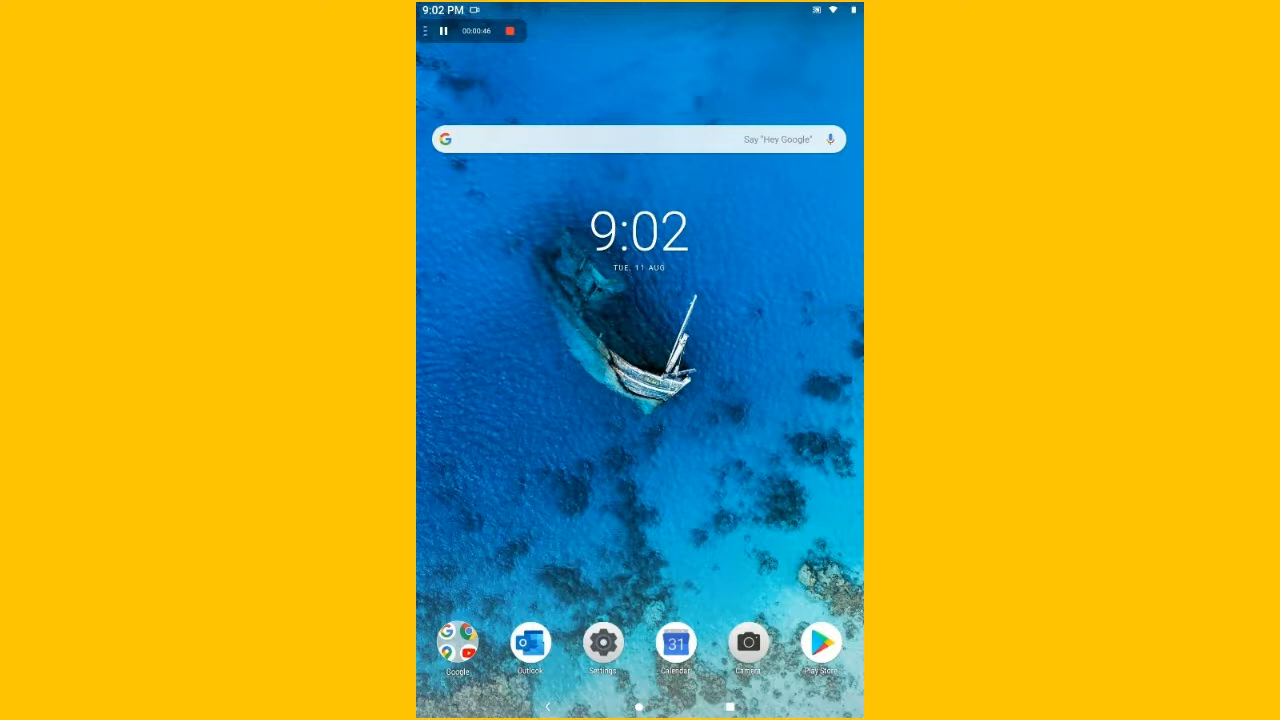 9:02 PM
00:00:46
Say "Hey Google"
9:02
TUE, 11 AUG
31
Google
Outlook
Settings
Calendar
Camera
Play Store